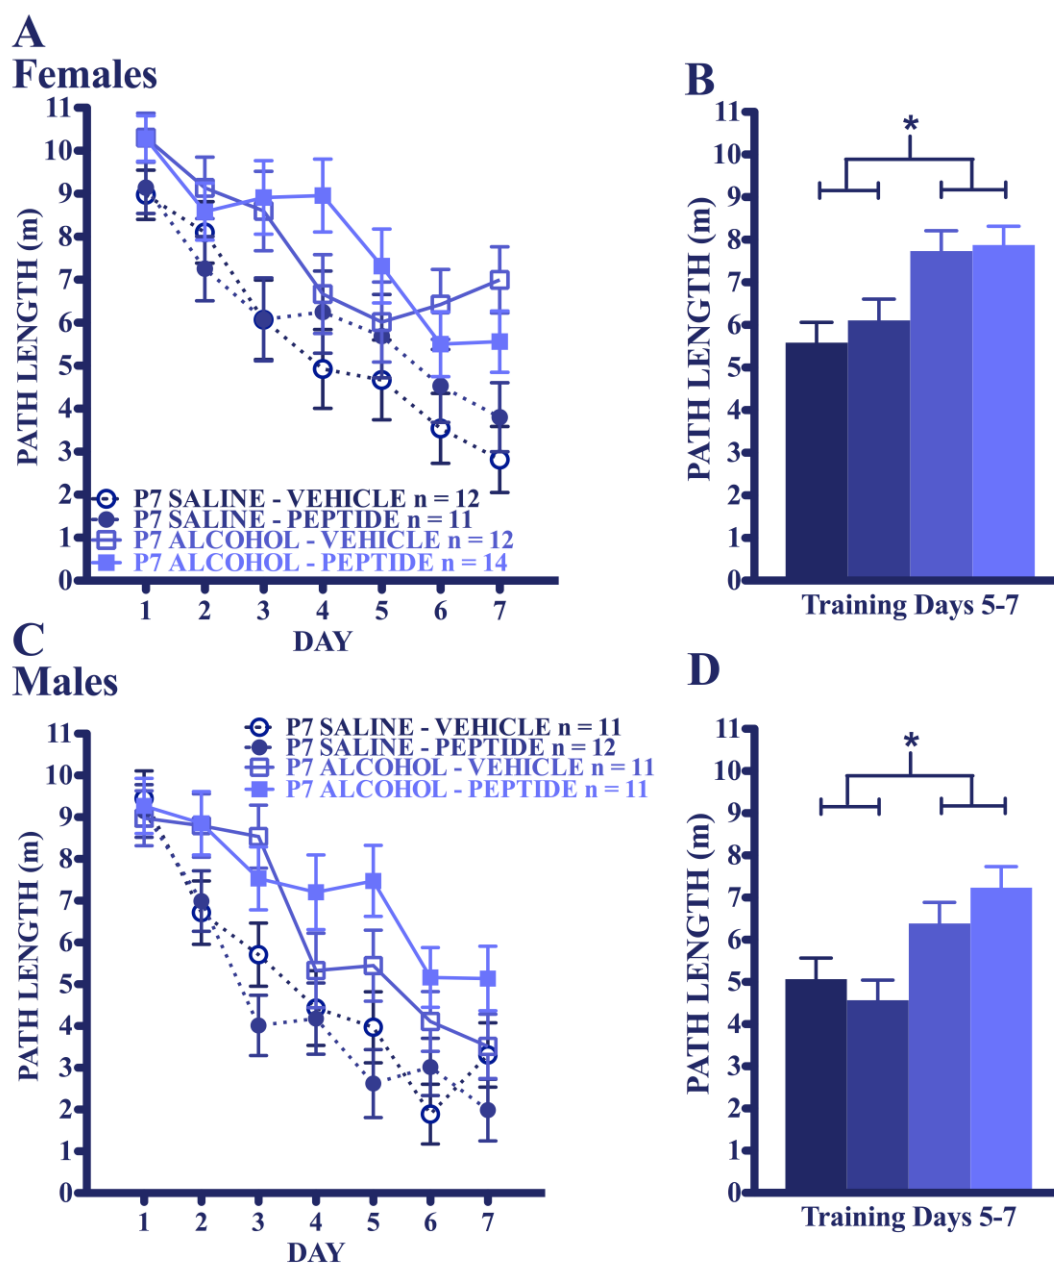 A
Females
B
11
10
9
8
7
6
5
4
3
2
1
0
PATH LENGTH (m)
P7 SALINE - VEHICLE n = 12
P7 SALINE - PEPTIDE n = 11
P7 ALCOHOL - VEHICLE n = 12
P7 ALCOHOL - PEPTIDE n = 14
1 2 3 4 5 6 7
DAY
11
10
9
8
7
6
5
4
3
2
1
0
PATH LENGTH (m)
*
Training Days 5-7
C
Males
D
11
10
9
8
7
6
5
4
3
2
1
0
PATH LENGTH (m)
P7 SALINE - VEHICLE n = 11
P7 SALINE - PEPTIDE n = 12
P7 ALCOHOL - VEHICLE n = 11
P7 ALCOHOL - PEPTIDE n = 11
1 2 3 4 5 6 7
DAY
11
10
9
8
7
6
5
4
3
2
1
0
PATH LENGTH (m)
*
Training Days 5-7